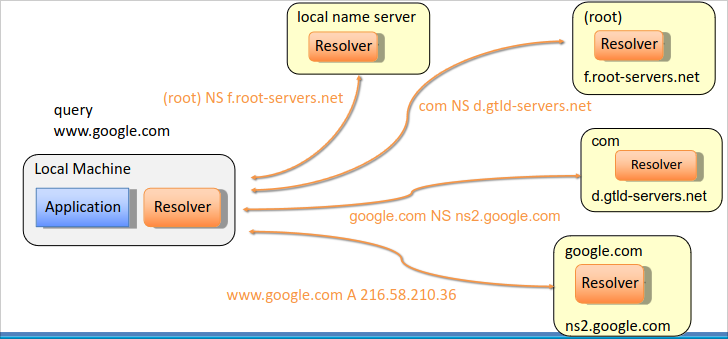 local name server
Resolver
(root)
Resolver
f.root-servers.net
(root) NS f.root-servers.net
com NS d.gtld-servers.net
query
www.google.com
com
Resolver
d.gtld-servers.net
Local Machine
Application
Resolver
google.com NS ns2.google.com
google.com
Resolver
ns2.google.com
www.google.com A 216.58.210.36